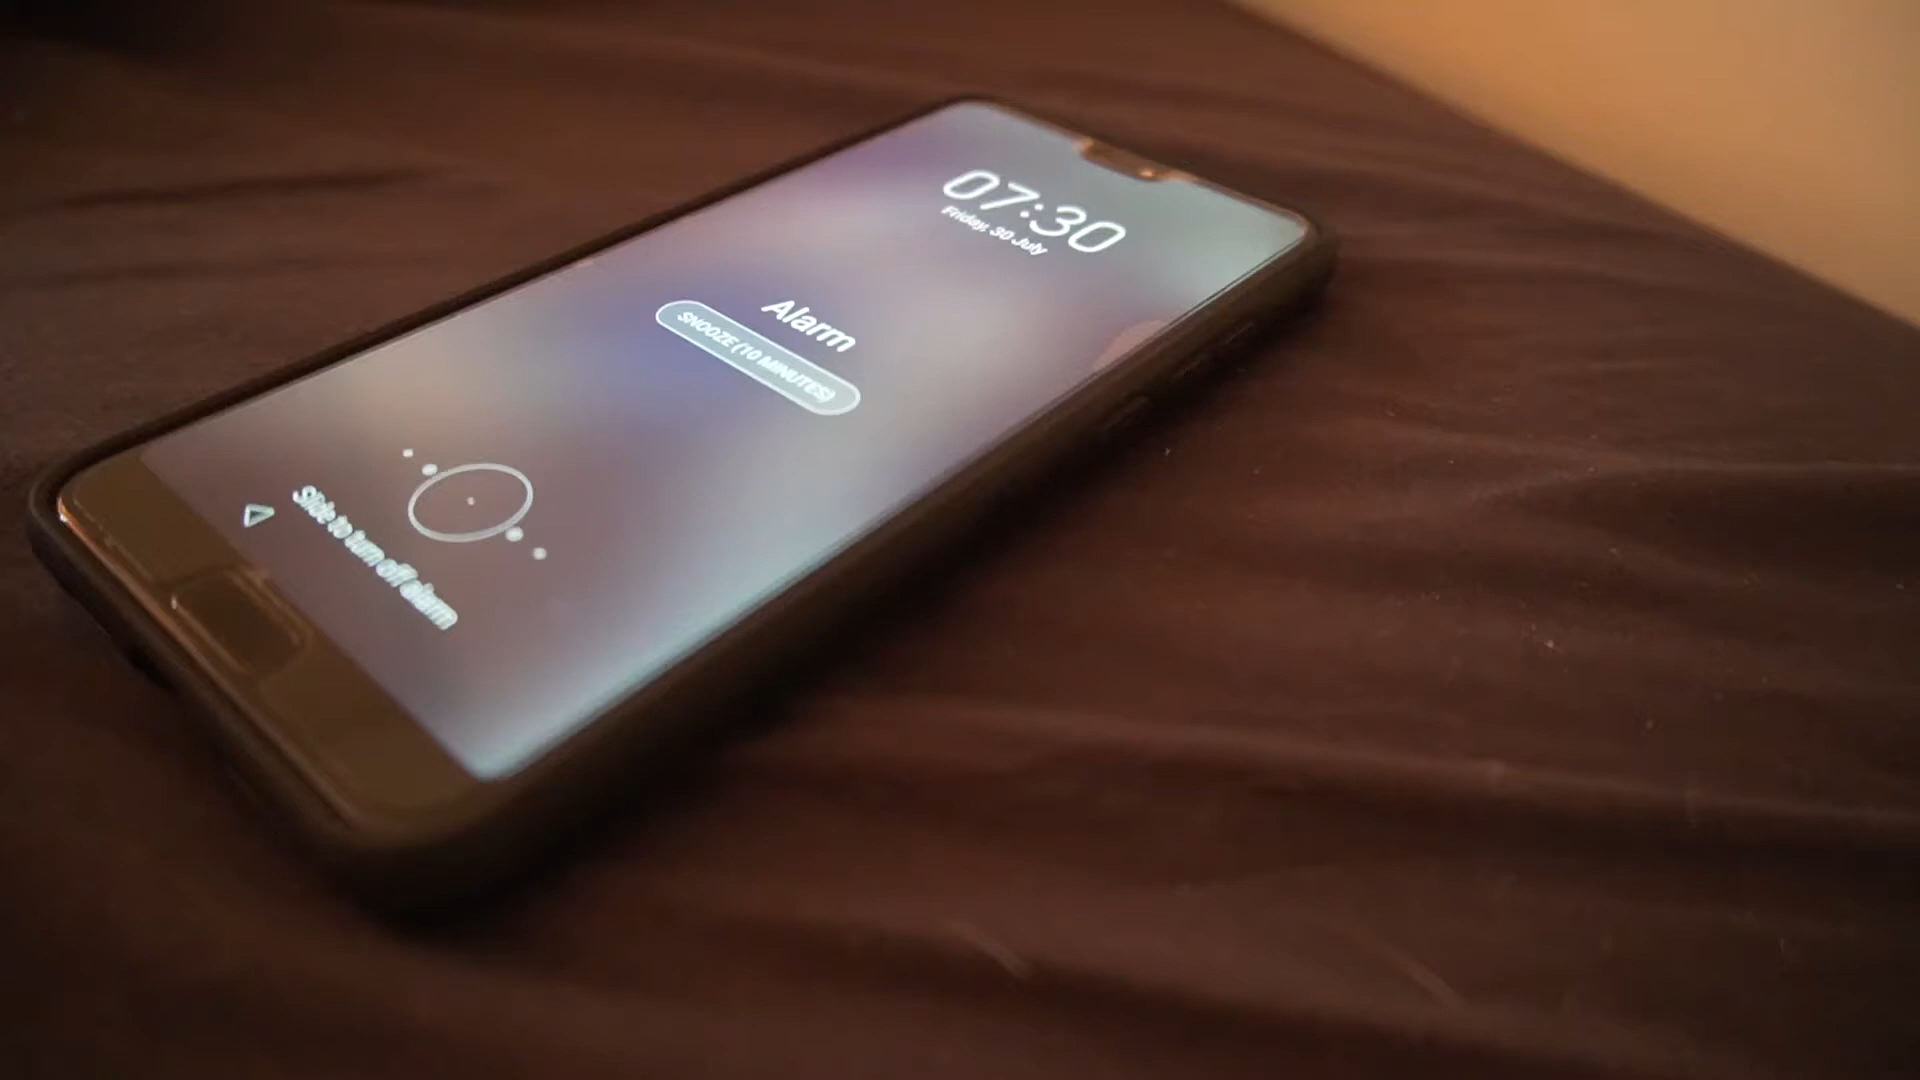 07:30
Friday, 30 July
Alarm
SNOOZE (10 MINUTES)
Slide to turn off alarm